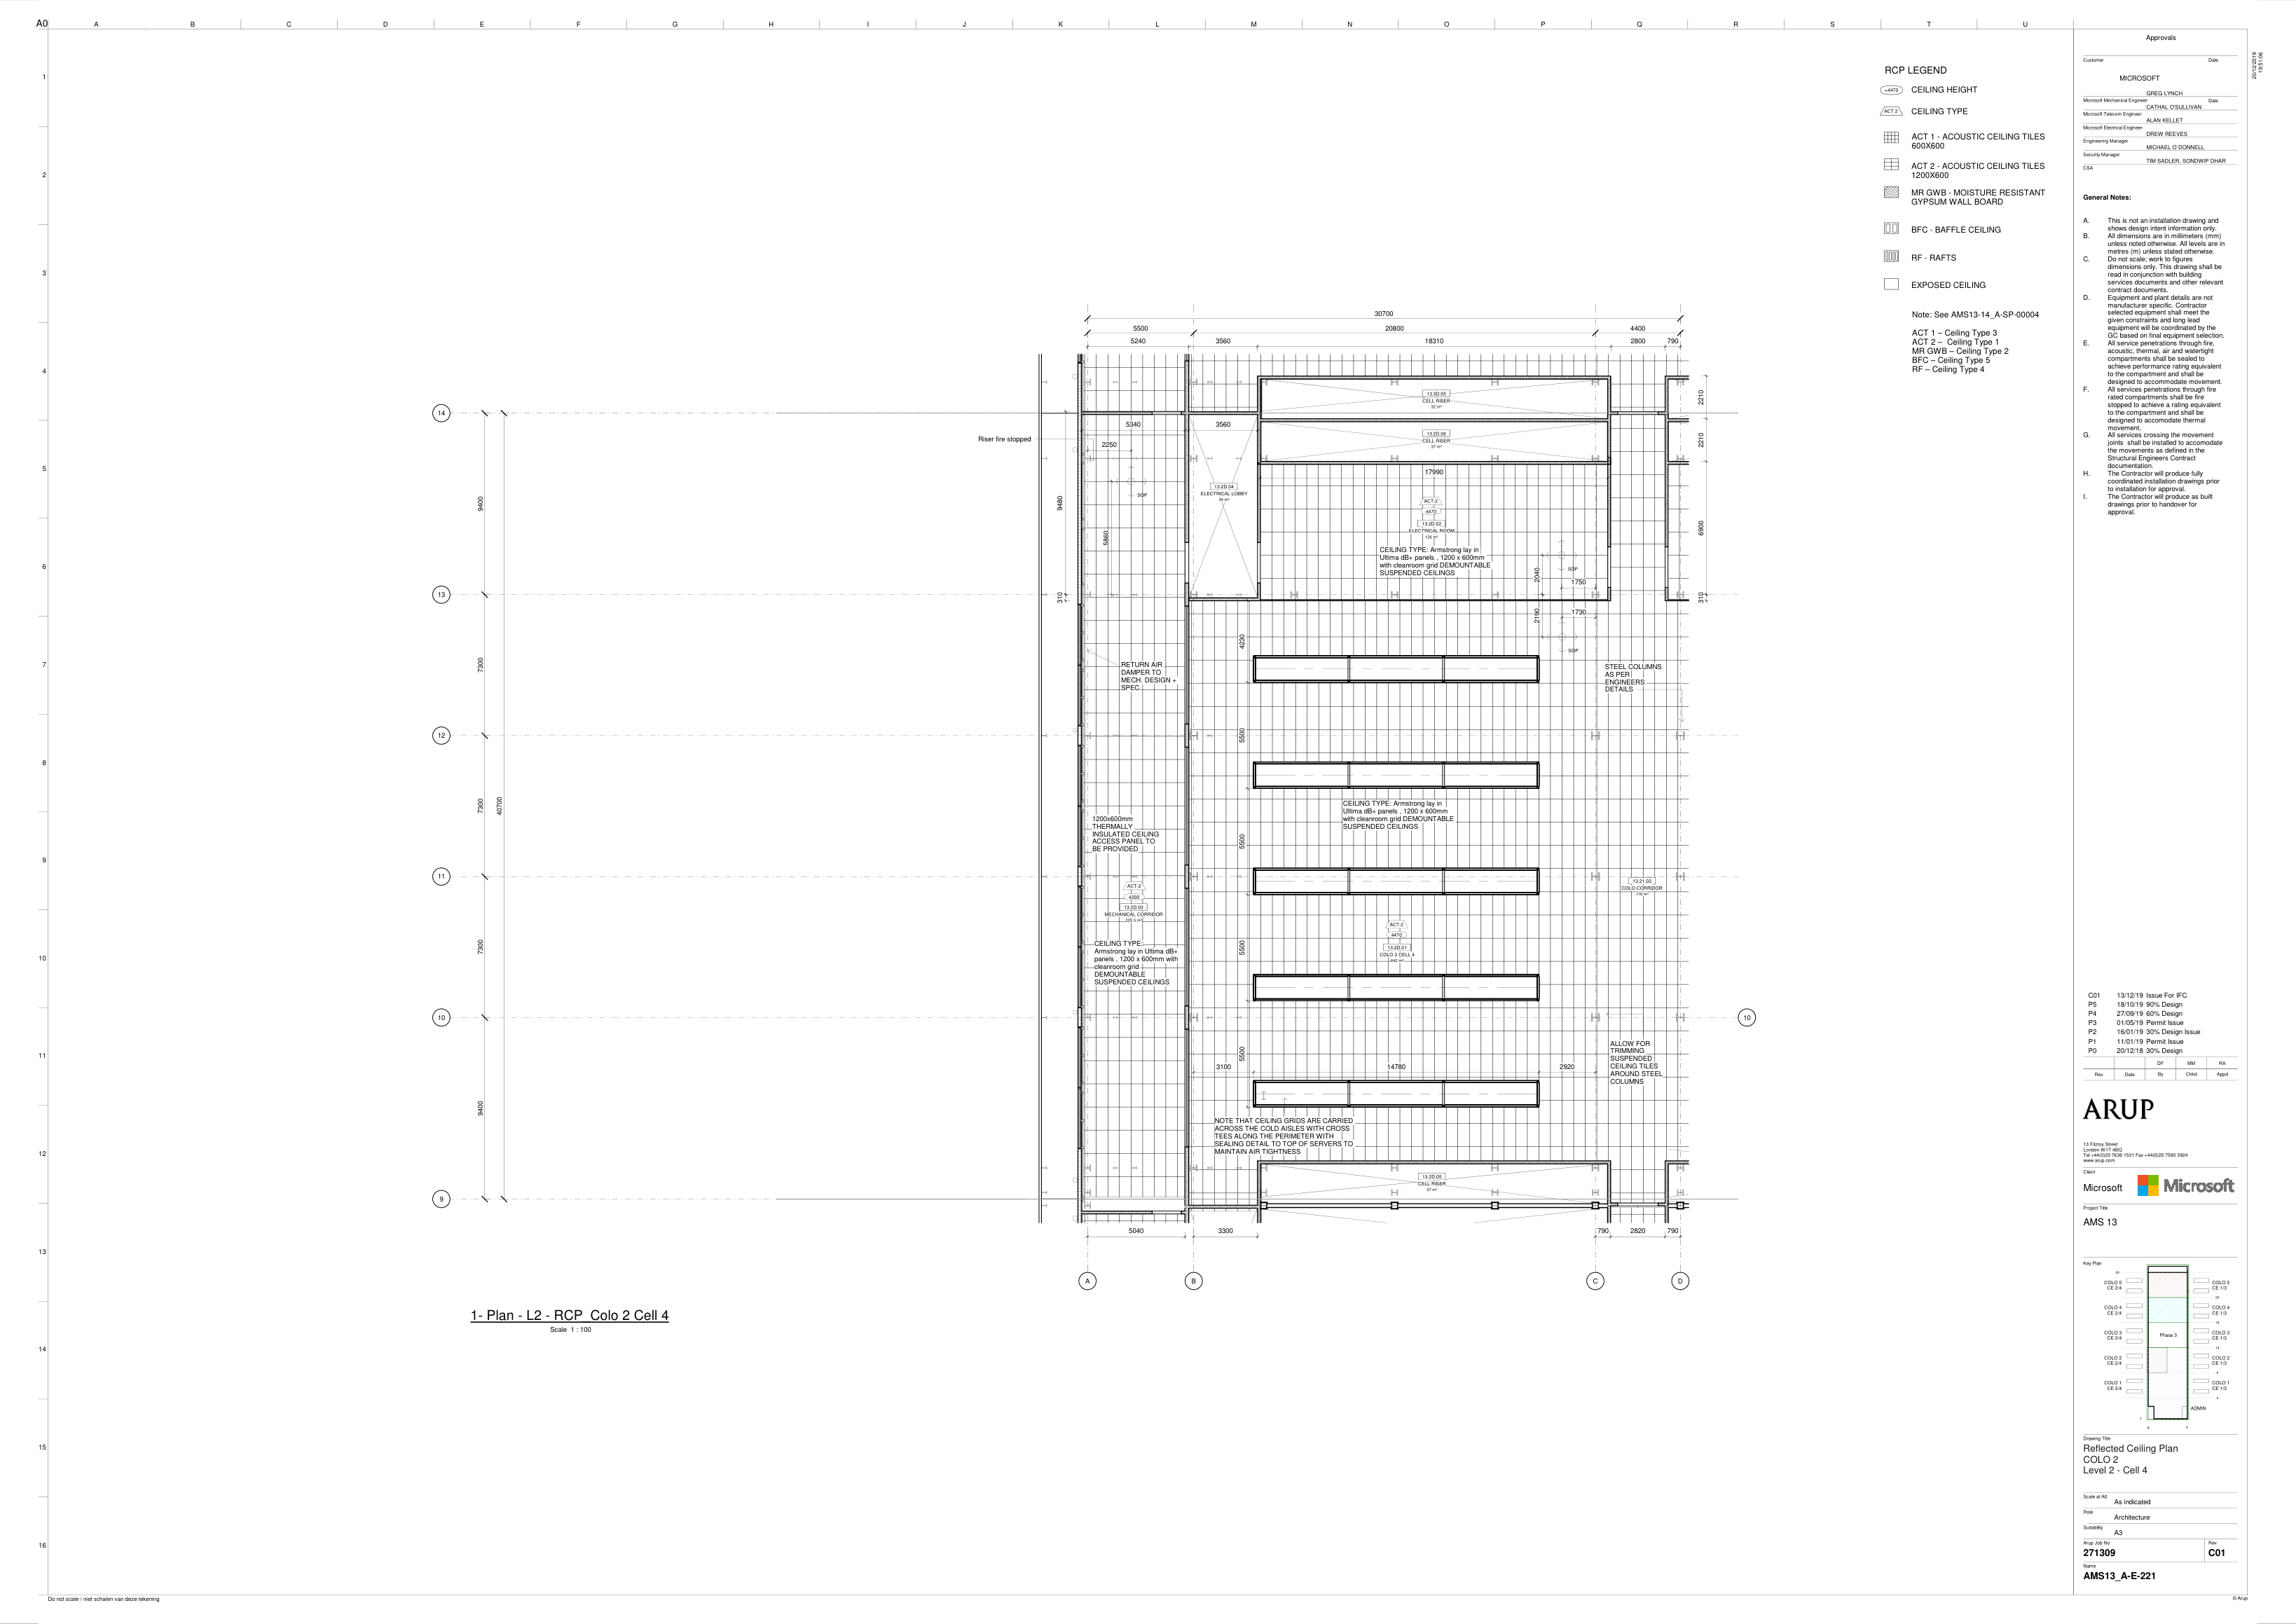 A0
A B C D E F G H J K L M N O P Q R S T U
1
2
3
4
5
6
7
8
9
10
11
12
13
14
15
16
RCP LEGEND
+4470 CEILING HEIGHT
ACT 2 CEILING TYPE
ACT 1 - ACOUSTIC CEILING TILES
600X600
ACT 2 - ACOUSTIC CEILING TILES
1200X600
MR GWB - MOISTURE RESISTANT
GYPSUM WALL BOARD
BFC - BAFFLE CEILING
RF - RAFTS
EXPOSED CEILING
Note: See AMS13-14_A-SP-00004
ACT 1 – Ceiling Type 3
ACT 2 – Ceiling Type 1
MR GWB – Ceiling Type 2
BFC – Ceiling Type 5
RF – Ceiling Type 4
30700
5500 20800 4400
5240 3560 18310 2800 790
14
13
12
11
10
9
9400
7300
7300
7300
9400
40700
Riser fire stopped
9480
310
5340
2250
5860
SOP
3560
13.2D.04
ELECTRICAL LOBBY
24 m²
13.3D.05
CELL RISER
32 m²
13.2D.06
CELL RISER
37 m²
17990
ACT-2
4470
13.2D.02
ELECTRICAL ROOM
CEILING TYPE: Armstrong lay in
Ultima dB+ panels , 1200 x 600mm
with cleanroom grid DEMOUNTABLE
SUSPENDED CEILINGS
2040
SOP
1750
2190
1730
SOP
2210
2210
6900
310
4230
RETURN AIR
DAMPER TO
MECH. DESIGN +
SPEC
STEEL COLUMNS
AS PER
ENGINEERS
DETAILS
5500
CEILING TYPE: Armstrong lay in
Ultima dB+ panels , 1200 x 600mm
with cleanroom grid DEMOUNTABLE
SUSPENDED CEILINGS
1200x600mm
THERMALLY
INSULATED CEILING
ACCESS PANEL TO
BE PROVIDED
5500
ACT-2
4200
13.2D.03
MECHANICAL CORRIDOR
13.21.02
COLO CORRIDOR
ACT-2
4470
13.2D.01
COLO 2 CELL 4
5500
CEILING TYPE:
Armstrong lay in Ultima dB+
panels , 1200 x 600mm with
cleanroom grid
DEMOUNTABLE
SUSPENDED CEILINGS
10
5500
3100 14780 2920
ALLOW FOR
TRIMMING
SUSPENDED
CEILING TILES
AROUND STEEL
COLUMNS
NOTE THAT CEILING GRIDS ARE CARRIED
ACROSS THE COLD AISLES WITH CROSS
TEES ALONG THE PERIMETER WITH
SEALING DETAIL TO TOP OF SERVERS TO
MAINTAIN AIR TIGHTNESS
13.2D.05
CELL RISER
37 m²
5040 3300 790 2820 790
A B C D
1- Plan - L2 - RCP_Colo 2 Cell 4
Scale 1 : 100
Do not scale / niet schalen van deze tekening
20/12/2019
19:51:06
Approvals
Customer Date
MICROSOFT
GREG LYNCH
Microsoft Mechanical Engineer Date
CATHAL O'SULLIVAN
Microsoft Telecom Engineer
ALAN KELLET
Microsoft Electrical Engineer
DREW REEVES
Engineering Manager
MICHAEL O'DONNELL
Security Manager
TIM SADLER, SONDWIP DHAR
CSA
General Notes:
A. This is not an installation drawing and
shows design intent information only.
B. All dimensions are in millimeters (mm)
unless noted otherwise. All levels are in
metres (m) unless stated otherwise.
C. Do not scale; work to figures
dimensions only. This drawing shall be
read in conjunction with building
services documents and other relevant
contract documents.
D. Equipment and plant details are not
manufacturer specific. Contractor
selected equipment shall meet the
given constraints and long lead
equipment will be coordinated by the
GC based on final equipment selection.
E. All service penetrations through fire,
acoustic, thermal, air and watertight
compartments shall be sealed to
achieve performance rating equivalent
to the compartment and shall be
designed to accommodate movement.
F. All services penetrations through fire
rated compartments shall be fire
stopped to achieve a rating equivalent
to the compartment and shall be
designed to accomodate thermal
movement.
G. All services crossing the movement
joints shall be installed to accomodate
the movements as defined in the
Structural Engineers Contract
documentation.
H. The Contractor will produce fully
coordinated installation drawings prior
to installation for approval.
I. The Contractor will produce as built
drawings prior to handover for
approval.
C01 13/12/19 Issue For IFC
P5 18/10/19 90% Design
P4 27/09/19 60% Design
P3 01/05/19 Permit Issue
P2 16/01/19 30% Design Issue
P1 11/01/19 Permit Issue
P0 20/12/18 30% Design
DF MM RA
Rev Date By Chkd Appd
ARUP
13 Fitzroy Street
London W1T 4BQ
Tel +44(0)20 7636 1531 Fax +44(0)20 7580 3924
www.arup.com
Client
Microsoft Microsoft
Project Title
AMS 13
Key Plan
COLO 5
CE 2/4
COLO 5
CE 1/3
COLO 4
CE 2/4
COLO 4
CE 1/3
COLO 3
CE 2/4
Phase 3
COLO 3
CE 1/3
COLO 2
CE 2/4
COLO 2
CE 1/3
COLO 1
CE 2/4
COLO 1
CE 1/3
ADMIN
Drawing Title
Reflected Ceiling Plan
COLO 2
Level 2 - Cell 4
Scale at A0
As indicated
Role
Architecture
Suitability
A3
Arup Job No Rev
271309 C01
Name
AMS13_A-E-221
© Arup